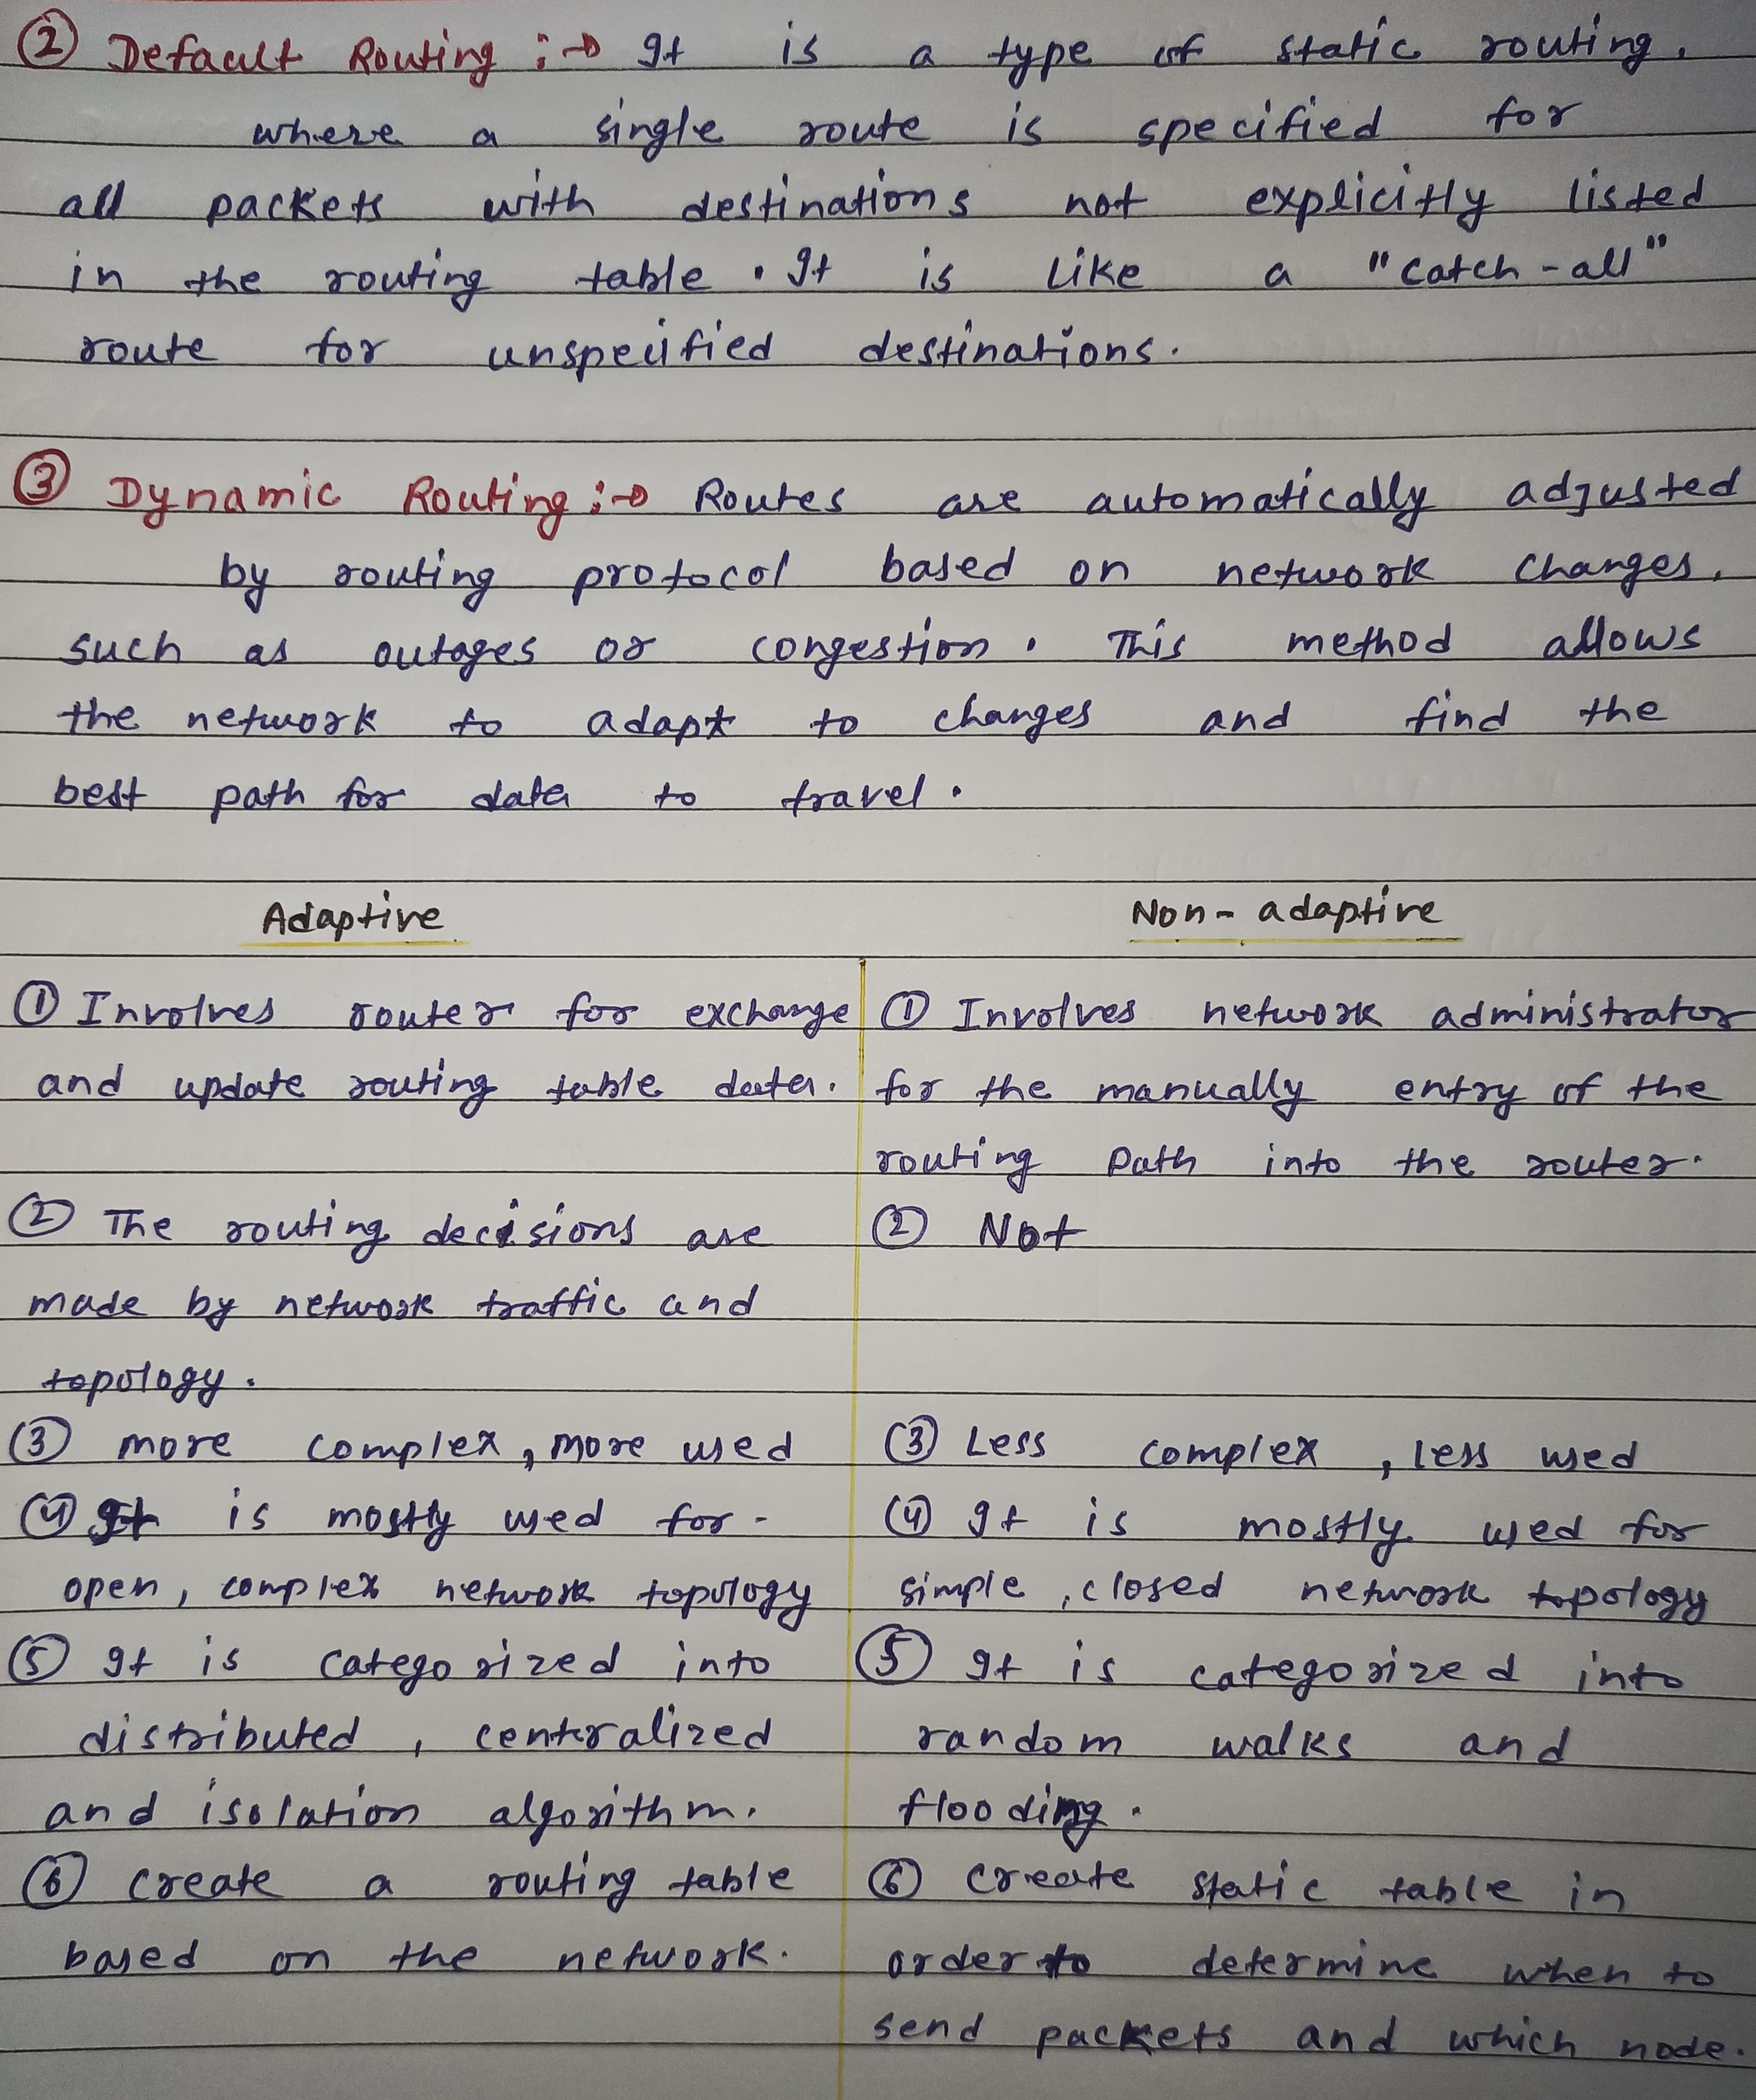 ② Default Routing :→ It is a type of static routing,
where a single route is specified for
all packets with destinations not explicitly listed
in the routing table. It is like a "catch-all"
route for unspecified destinations.
③ Dynamic Routing :→ Routes are automatically adjusted
by routing protocol based on network changes,
such as outages or congestion. This method allows
the network to adapt to changes and find the
best path for data to travel.
Adaptive
① Involves router for exchange
and update routing table data.
② The routing decisions are
made by network traffic and
topology.
③ more complex, more used
④ It is mostly used for -
open, complex network topology
⑤ It is categorized into
distributed, centralized
and isolation algorithm.
⑥ create a routing table
based on the network.
Non-adaptive
① Involves network administrator
for the manually entry of the
routing Path into the router.
② Not
③ Less complex, less used
④ It is mostly used for
simple, closed network topology
⑤ It is categorized into
random walks and
flooding.
⑥ create static table in
order to determine when to
send packets and which node.